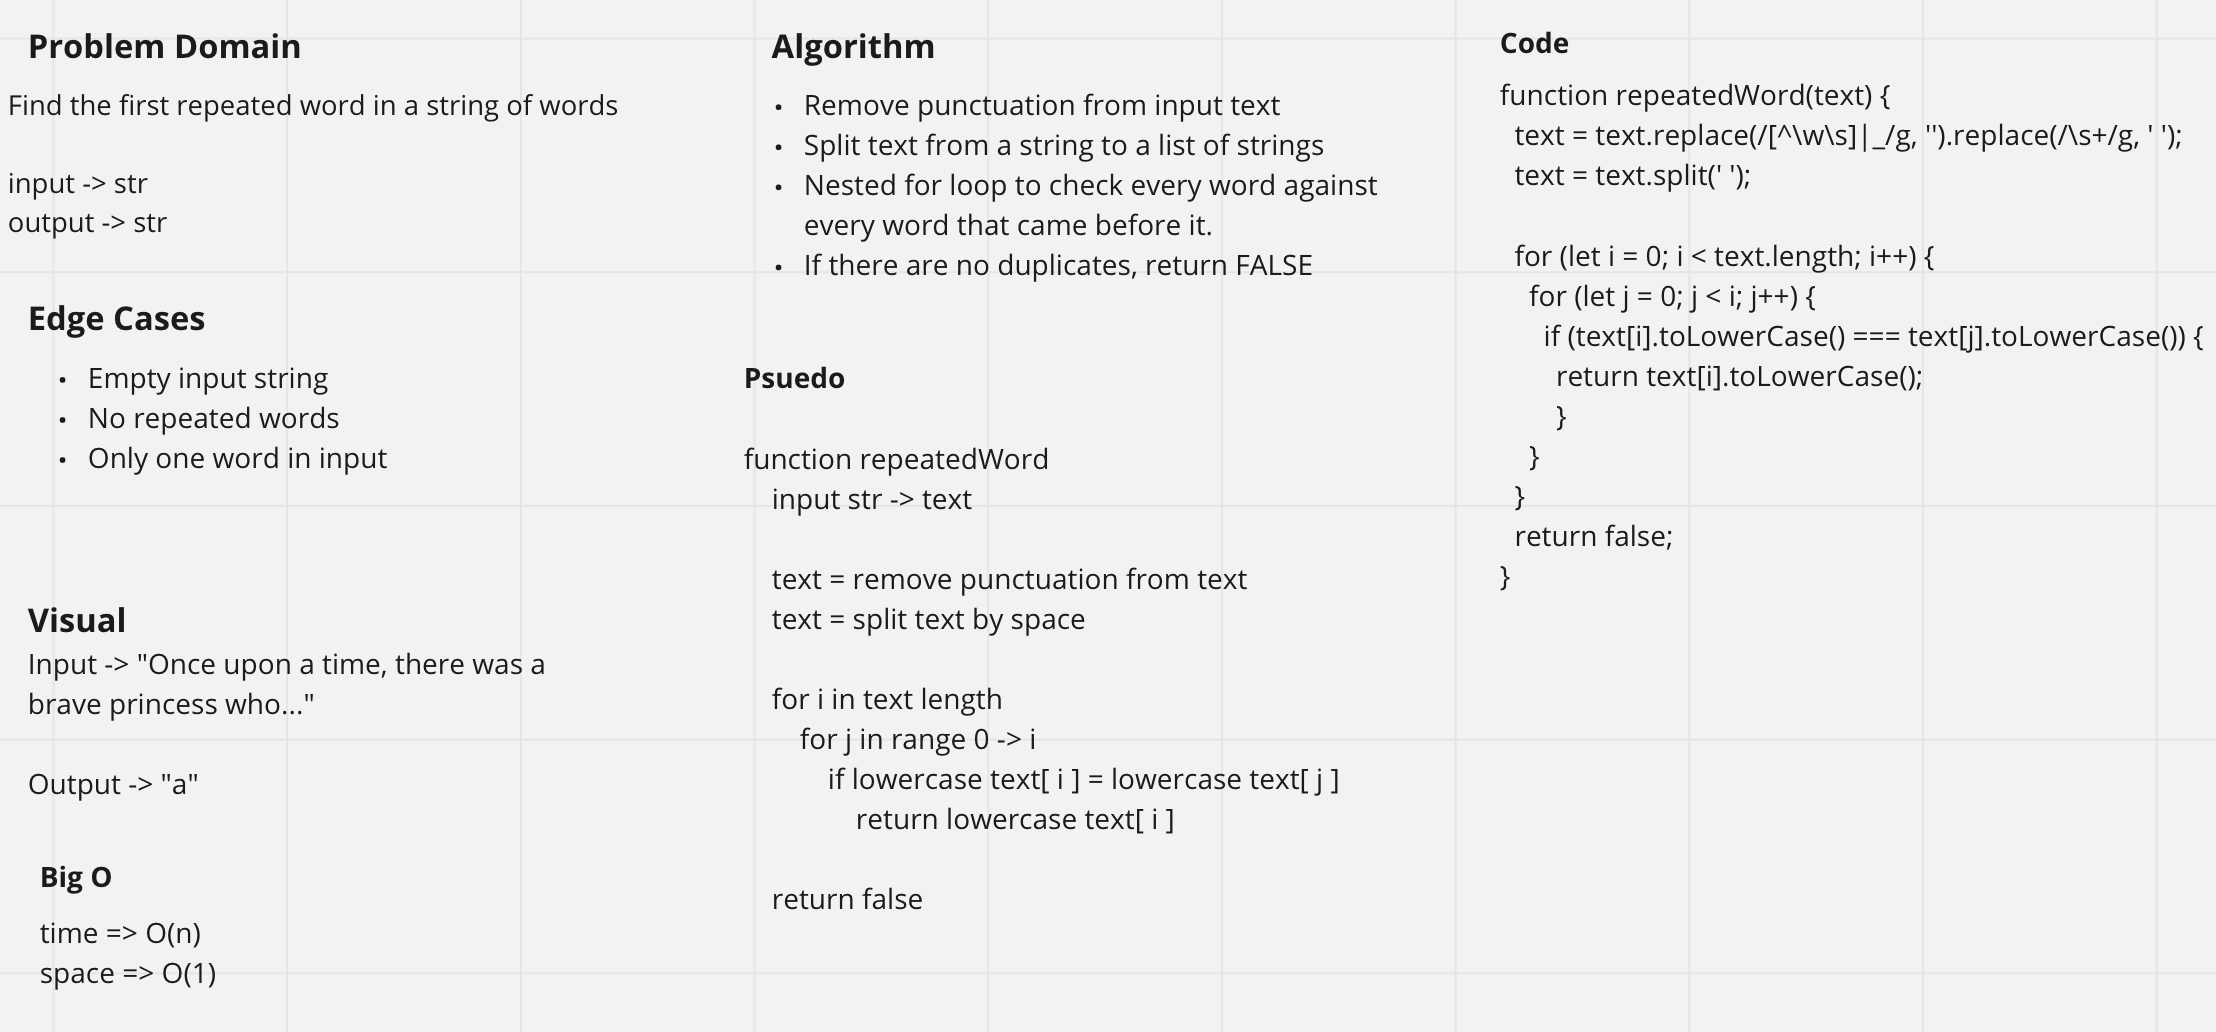 Problem Domain
Find the first repeated word in a string of words
input -> str
output -> str
Edge Cases
• Empty input string
• No repeated words
• Only one word in input
Visual
Input -> "Once upon a time, there was a
brave princess who..."
Output -> "a"
Big O
time => O(n)
space => O(1)
Algorithm
• Remove punctuation from input text
• Split text from a string to a list of strings
• Nested for loop to check every word against
every word that came before it.
• If there are no duplicates, return FALSE
Psuedo
function repeatedWord
input str -> text
text = remove punctuation from text
text = split text by space
for i in text length
for j in range 0 -> i
if lowercase text[ i ] = lowercase text[ j ]
return lowercase text[ i ]
return false
Code
function repeatedWord(text) {
text = text.replace(/[^\w\s]|_/g, '').replace(/\s+/g, ' ');
text = text.split(' ');
for (let i = 0; i < text.length; i++) {
for (let j = 0; j < i; j++) {
if (text[i].toLowerCase() === text[j].toLowerCase()) {
return text[i].toLowerCase();
}
}
}
return false;
}